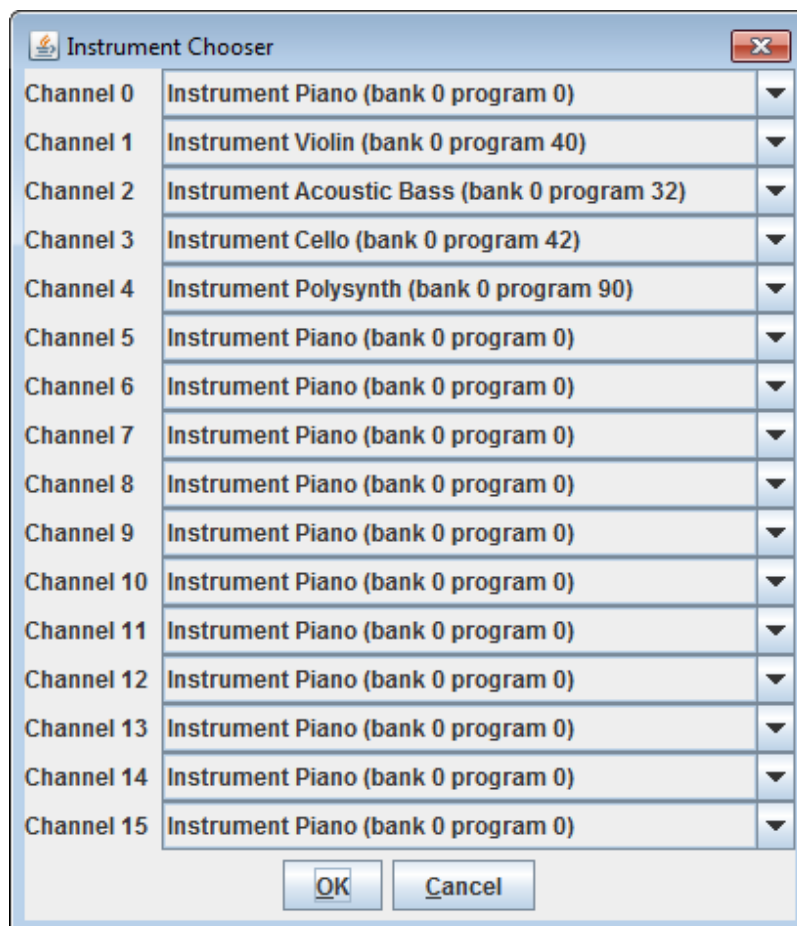 Instrument Chooser
Channel 0 Instrument Piano (bank 0 program 0)
Channel 1 Instrument Violin (bank 0 program 40)
Channel 2 Instrument Acoustic Bass (bank 0 program 32)
Channel 3 Instrument Cello (bank 0 program 42)
Channel 4 Instrument Polysynth (bank 0 program 90)
Channel 5 Instrument Piano (bank 0 program 0)
Channel 6 Instrument Piano (bank 0 program 0)
Channel 7 Instrument Piano (bank 0 program 0)
Channel 8 Instrument Piano (bank 0 program 0)
Channel 9 Instrument Piano (bank 0 program 0)
Channel 10 Instrument Piano (bank 0 program 0)
Channel 11 Instrument Piano (bank 0 program 0)
Channel 12 Instrument Piano (bank 0 program 0)
Channel 13 Instrument Piano (bank 0 program 0)
Channel 14 Instrument Piano (bank 0 program 0)
Channel 15 Instrument Piano (bank 0 program 0)
OK Cancel